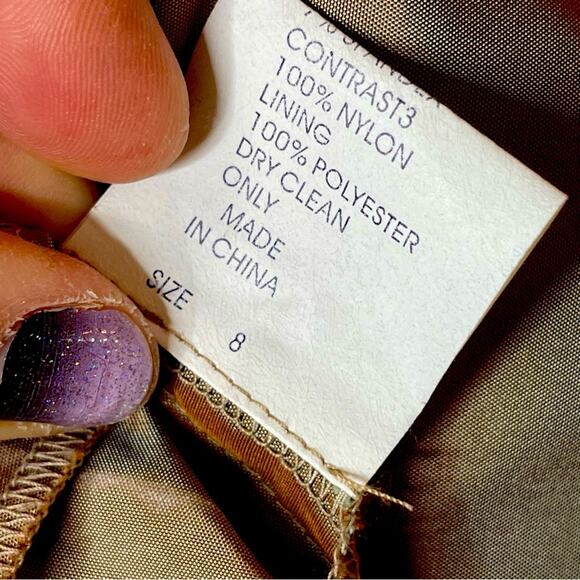 CONTRAST3
100% NYLON
LINING
100% POLYESTER
DRY CLEAN
ONLY
MADE
IN CHINA
SIZE 8